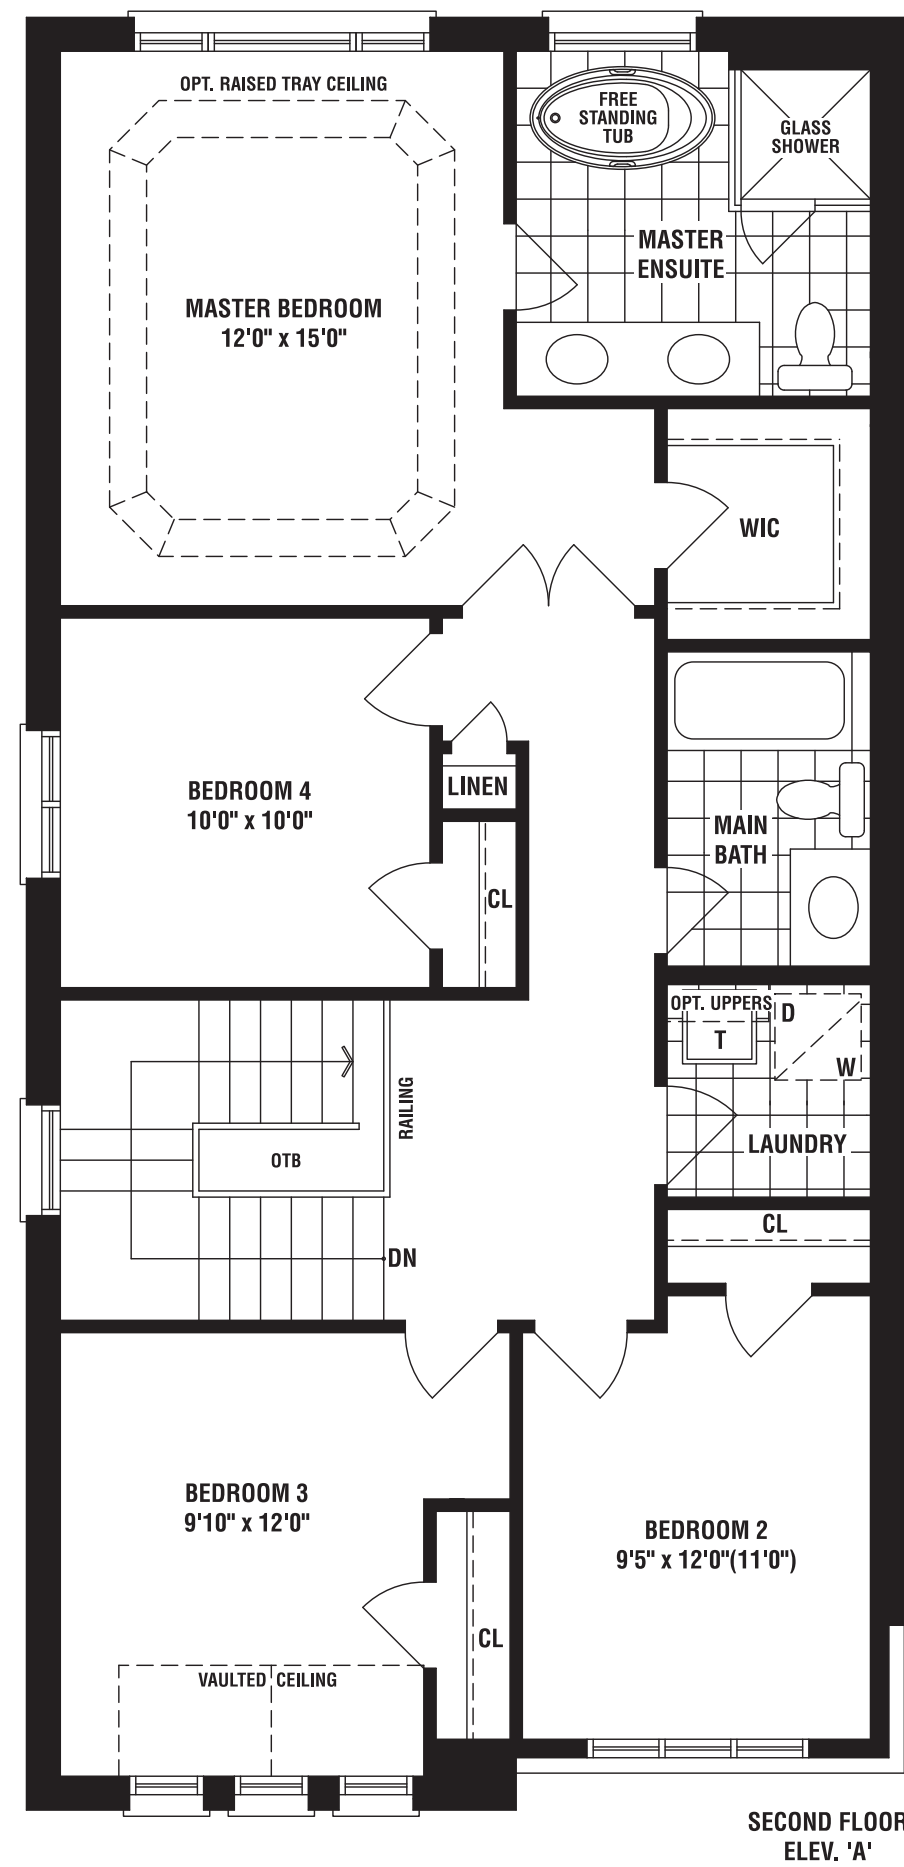 OPT. RAISED TRAY CEILING
FREE
STANDING
TUB
GLASS
SHOWER
MASTER
ENSUITE
MASTER BEDROOM
12'0" x 15'0"
WIC
BEDROOM 4
10'0" x 10'0"
LINEN
MAIN
BATH
CL
OPT. UPPERS
D
T
W
RAILING
LAUNDRY
OTB
CL
DN
BEDROOM 3
9'10" x 12'0"
BEDROOM 2
9'5" x 12'0"(11'0")
CL
VAULTED CEILING
SECOND FLOOR
ELEV. 'A'